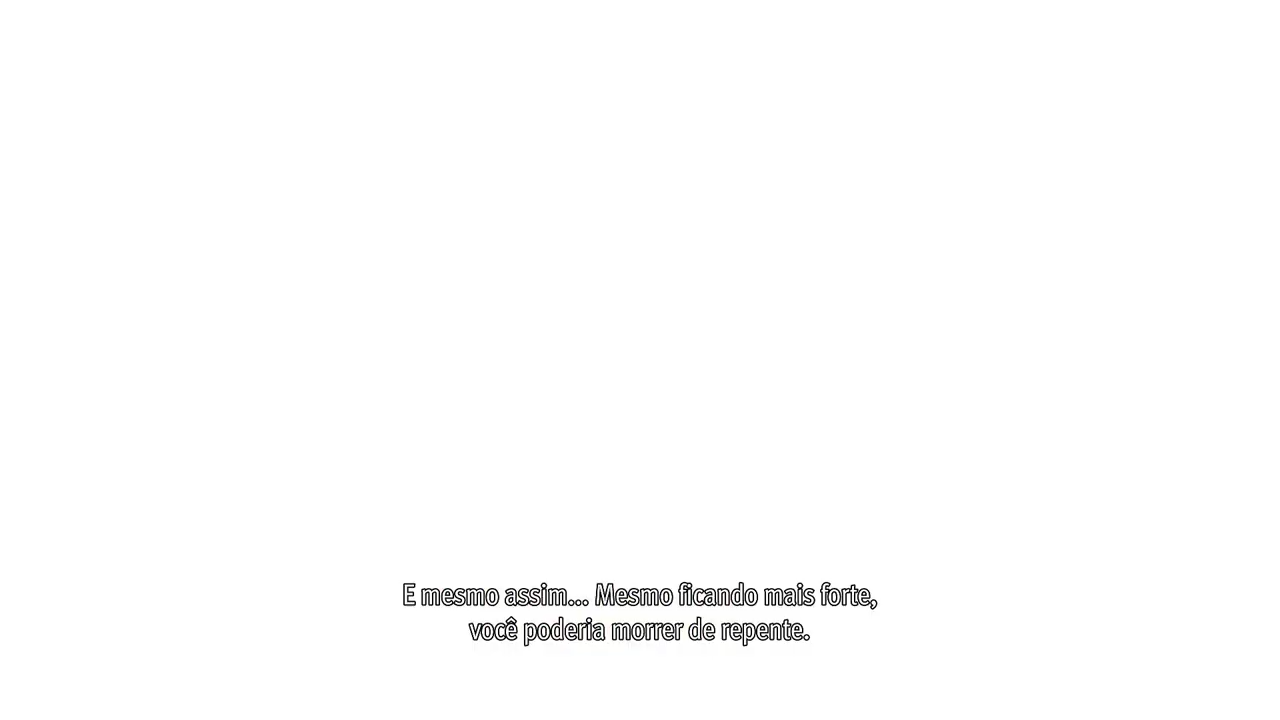 E mesmo assim... Mesmo ficando mais forte,
você poderia morrer de repente.